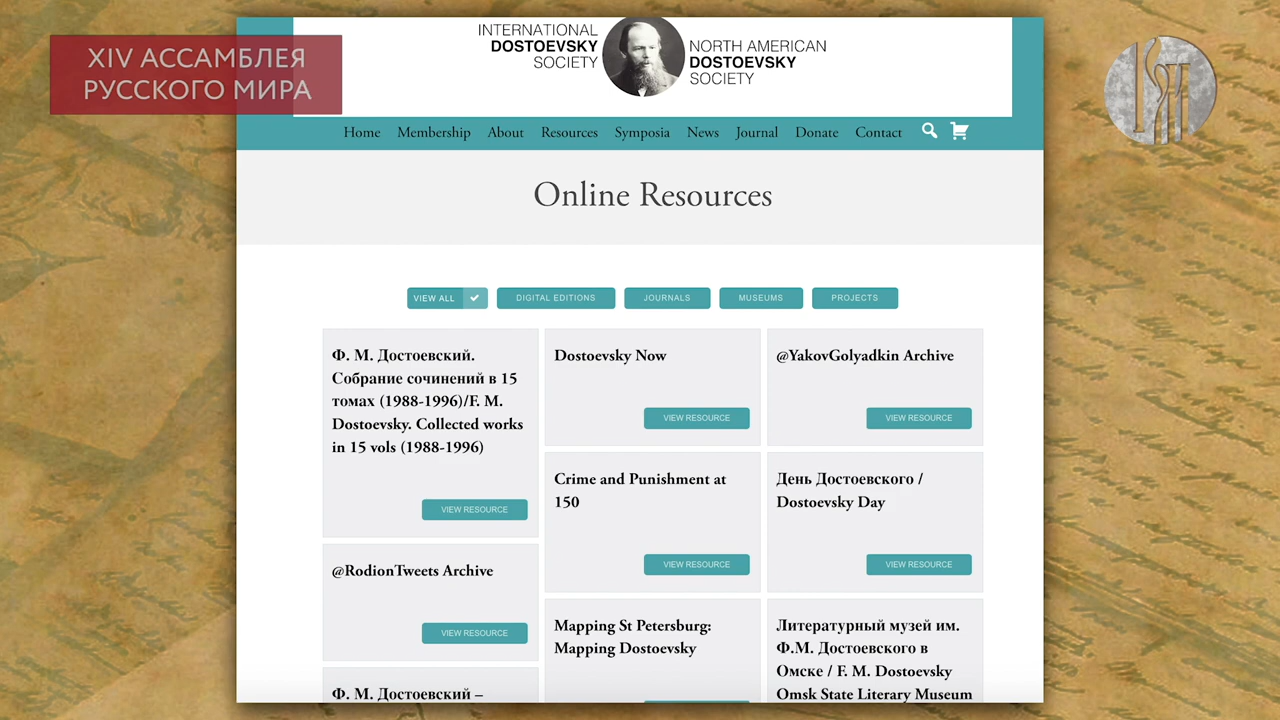 XIV АССАМБЛЕЯ
РУССКОГО МИРА
INTERNATIONAL
DOSTOEVSKY
SOCIETY
NORTH AMERICAN
DOSTOEVSKY
SOCIETY
Home Membership About Resources Symposia News Journal Donate Contact
Online Resources
VIEW ALL DIGITAL EDITIONS JOURNALS MUSEUMS PROJECTS
Ф. М. Достоевский.
Собрание сочинений в 15
томах (1988-1996)/F. M.
Dostoevsky. Collected works
in 15 vols (1988-1996)
VIEW RESOURCE
@RodionTweets Archive
VIEW RESOURCE
Ф. М. Достоевский –
Dostoevsky Now
VIEW RESOURCE
Crime and Punishment at
150
VIEW RESOURCE
Mapping St Petersburg:
Mapping Dostoevsky
@YakovGolyadkin Archive
VIEW RESOURCE
День Достоевского /
Dostoevsky Day
VIEW RESOURCE
Литературный музей им.
Ф.М. Достоевского в
Омске / F. M. Dostoevsky
Omsk State Literary Museum